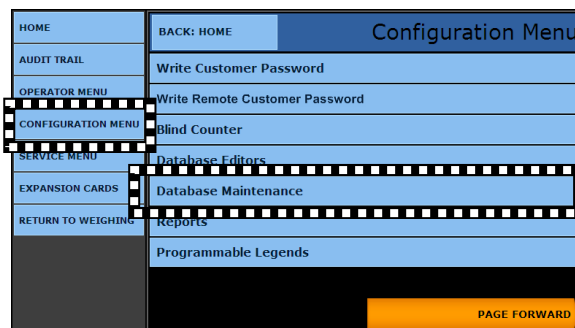 HOME
AUDIT TRAIL
OPERATOR MENU
CONFIGURATION MENU
SERVICE MENU
EXPANSION CARDS
RETURN TO WEIGHING
BACK: HOME
Configuration Menu
Write Customer Password
Write Remote Customer Password
Blind Counter
Database Editors
Database Maintenance
Reports
Programmable Legends
PAGE FORWARD